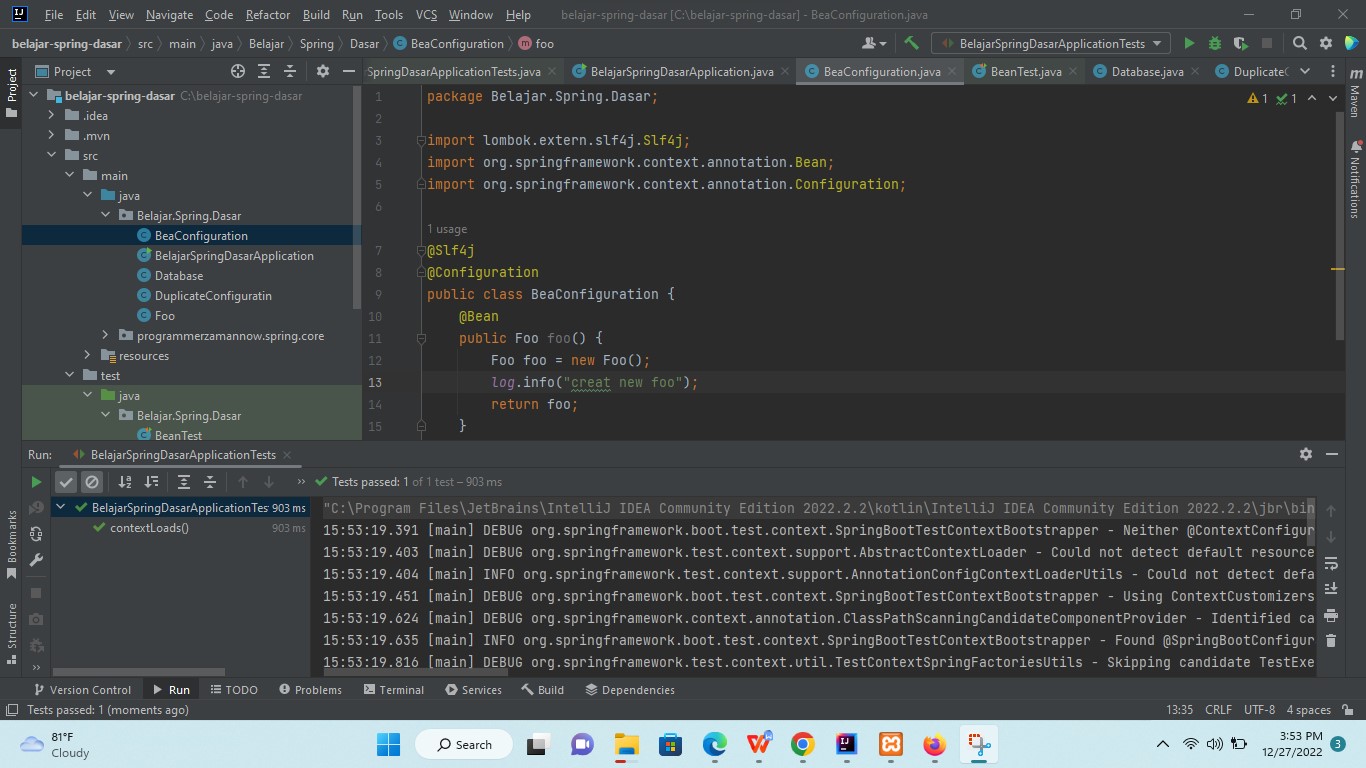 File Edit View Navigate Code Refactor Build Run Tools VCS Window Help belajar-spring-dasar [C:\belajar-spring-dasar] - BeaConfiguration.java
belajar-spring-dasar src main java Belajar Spring Dasar BeaConfiguration foo BelajarSpringDasarApplicationTests
Project
SpringDasarApplicationTests.java BelajarSpringDasarApplication.java BeaConfiguration.java BeanTest.java Database.java Duplicate
belajar-spring-dasar C:\belajar-spring-dasar
.idea
.mvn
src
main
java
Belajar.Spring.Dasar
BeaConfiguration
BelajarSpringDasarApplication
Database
DuplicateConfiguratin
Foo
programmerzamannow.spring.core
resources
test
java
Belajar.Spring.Dasar
BeanTest
1 package Belajar.Spring.Dasar;
2
3 import lombok.extern.slf4j.Slf4j;
4 import org.springframework.context.annotation.Bean;
5 import org.springframework.context.annotation.Configuration;
6
1 usage
7 @Slf4j
8 @Configuration
9 public class BeaConfiguration {
10 @Bean
11 public Foo foo() {
12 Foo foo = new Foo();
13 log.info("creat new foo");
14 return foo;
15 }
1 1
Project
Bookmarks
Structure
Maven
Notifications
Run: BelajarSpringDasarApplicationTests
Tests passed: 1 of 1 test – 903 ms
BelajarSpringDasarApplicationTes 903 ms
contextLoads() 903 ms
"C:\Program Files\JetBrains\IntelliJ IDEA Community Edition 2022.2.2\kotlin\IntelliJ IDEA Community Edition 2022.2.2\jbr\bin
15:53:19.391 [main] DEBUG org.springframework.boot.test.context.SpringBootTestContextBootstrapper - Neither @ContextConfigur
15:53:19.403 [main] DEBUG org.springframework.test.context.support.AbstractContextLoader - Could not detect default resource
15:53:19.404 [main] INFO org.springframework.test.context.support.AnnotationConfigContextLoaderUtils - Could not detect defa
15:53:19.451 [main] DEBUG org.springframework.boot.test.context.SpringBootTestContextBootstrapper - Using ContextCustomizers
15:53:19.624 [main] DEBUG org.springframework.context.annotation.ClassPathScanningCandidateComponentProvider - Identified ca
15:53:19.635 [main] INFO org.springframework.boot.test.context.SpringBootTestContextBootstrapper - Found @SpringBootConfigur
15:53:19.816 [main] DEBUG org.springframework.test.context.util.TestContextSpringFactoriesUtils - Skipping candidate TestExe
Version Control Run TODO Problems Terminal Services Build Dependencies
Tests passed: 1 (moments ago) 13:35 CRLF UTF-8 4 spaces
81°F
Cloudy
Search
3:53 PM
12/27/2022
3